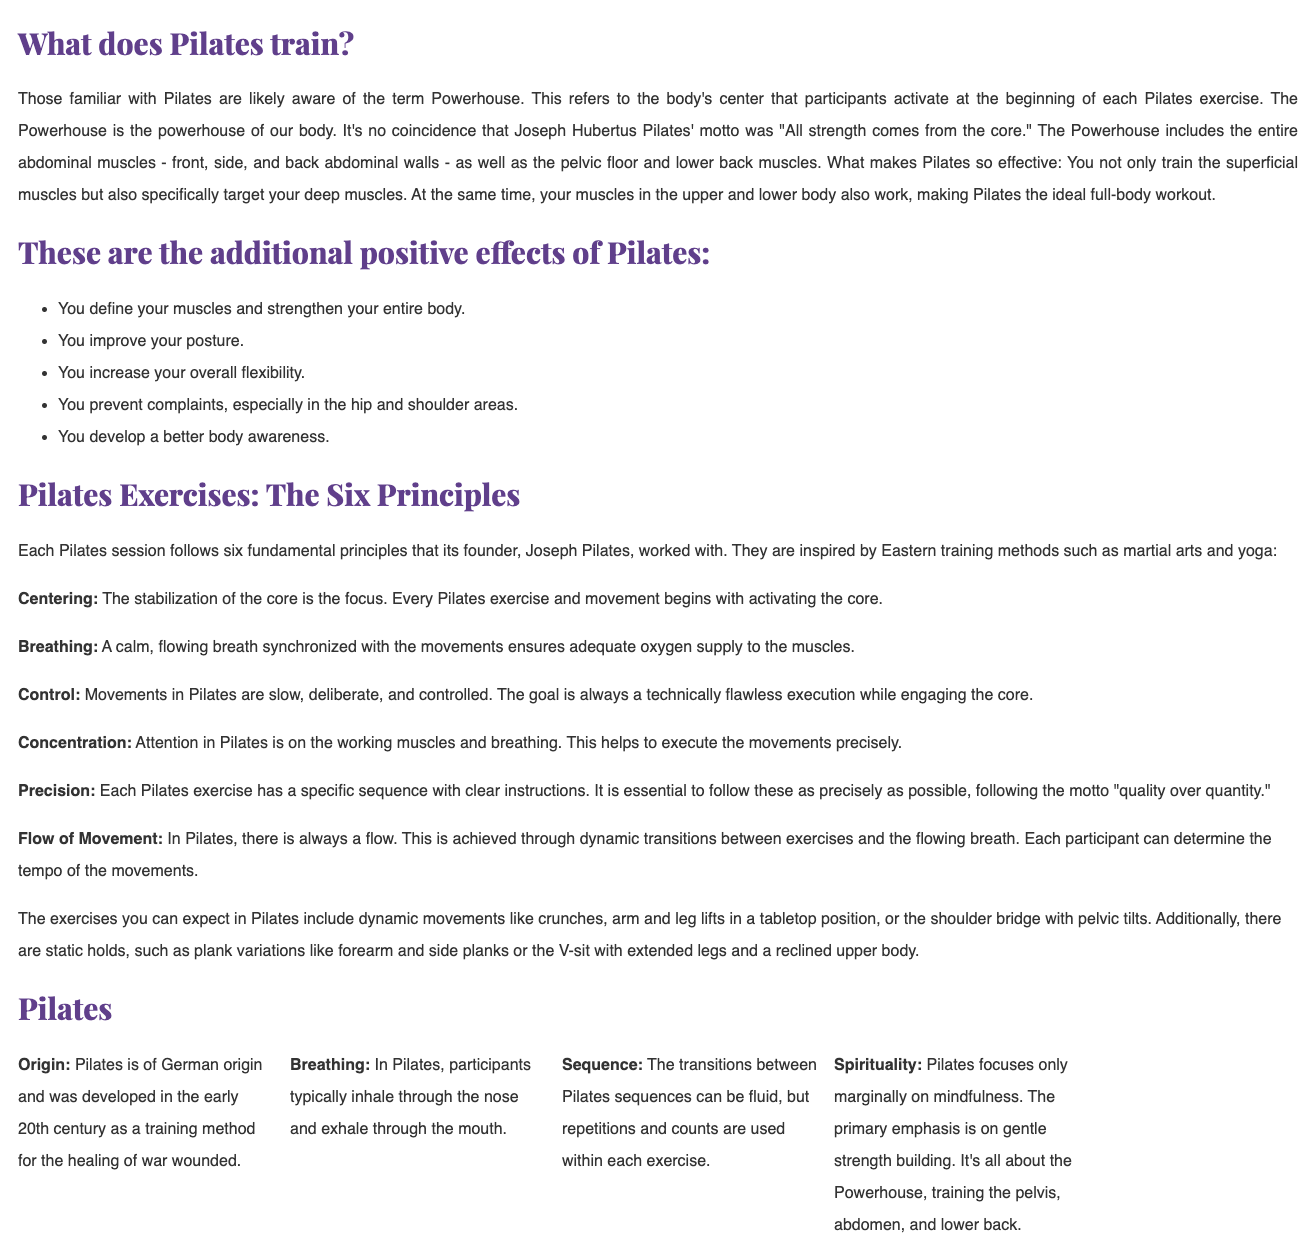 What does Pilates train?
Those familiar with Pilates are likely aware of the term Powerhouse. This refers to the body's center that participants activate at the beginning of each Pilates exercise. The
Powerhouse is the powerhouse of our body. It's no coincidence that Joseph Hubertus Pilates' motto was "All strength comes from the core." The Powerhouse includes the entire
abdominal muscles - front, side, and back abdominal walls - as well as the pelvic floor and lower back muscles. What makes Pilates so effective: You not only train the superficial
muscles but also specifically target your deep muscles. At the same time, your muscles in the upper and lower body also work, making Pilates the ideal full-body workout.
These are the additional positive effects of Pilates:
• You define your muscles and strengthen your entire body.
• You improve your posture.
• You increase your overall flexibility.
• You prevent complaints, especially in the hip and shoulder areas.
• You develop a better body awareness.
Pilates Exercises: The Six Principles
Each Pilates session follows six fundamental principles that its founder, Joseph Pilates, worked with. They are inspired by Eastern training methods such as martial arts and yoga:
Centering: The stabilization of the core is the focus. Every Pilates exercise and movement begins with activating the core.
Breathing: A calm, flowing breath synchronized with the movements ensures adequate oxygen supply to the muscles.
Control: Movements in Pilates are slow, deliberate, and controlled. The goal is always a technically flawless execution while engaging the core.
Concentration: Attention in Pilates is on the working muscles and breathing. This helps to execute the movements precisely.
Precision: Each Pilates exercise has a specific sequence with clear instructions. It is essential to follow these as precisely as possible, following the motto "quality over quantity."
Flow of Movement: In Pilates, there is always a flow. This is achieved through dynamic transitions between exercises and the flowing breath. Each participant can determine the
tempo of the movements.
The exercises you can expect in Pilates include dynamic movements like crunches, arm and leg lifts in a tabletop position, or the shoulder bridge with pelvic tilts. Additionally, there
are static holds, such as plank variations like forearm and side planks or the V-sit with extended legs and a reclined upper body.
Pilates
Origin: Pilates is of German origin
and was developed in the early
20th century as a training method
for the healing of war wounded.
Breathing: In Pilates, participants
typically inhale through the nose
and exhale through the mouth.
Sequence: The transitions between
Pilates sequences can be fluid, but
repetitions and counts are used
within each exercise.
Spirituality: Pilates focuses only
marginally on mindfulness. The
primary emphasis is on gentle
strength building. It's all about the
Powerhouse, training the pelvis,
abdomen, and lower back.